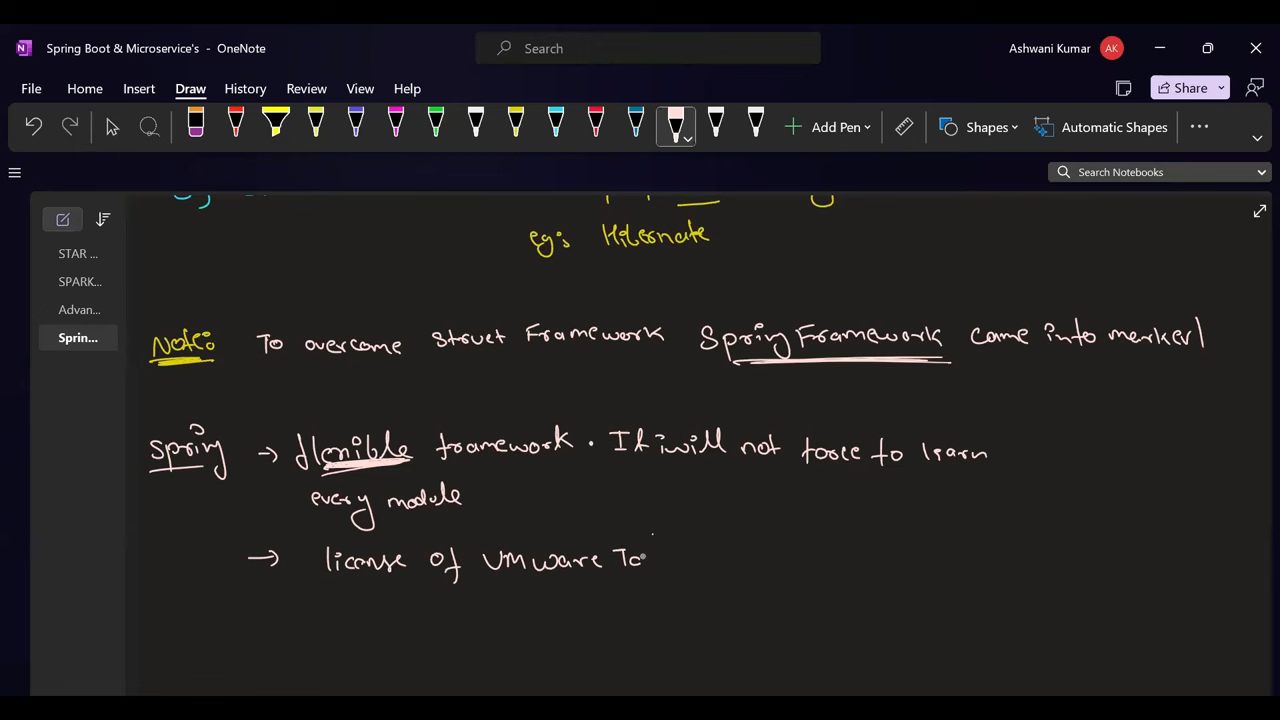 Spring Boot & Microservice's - OneNote
Search
Ashwani Kumar AK
File Home Insert Draw History Review View Help
Share
Add Pen
Shapes
Automatic Shapes
Search Notebooks
STAR ...
SPARK...
Advan...
Sprin...
eg: Hibernate
Note: To overcome struct Framework Spring Framework came into market
Spring → flexible framework. It will not force to learn
every module
→ license of VMware To